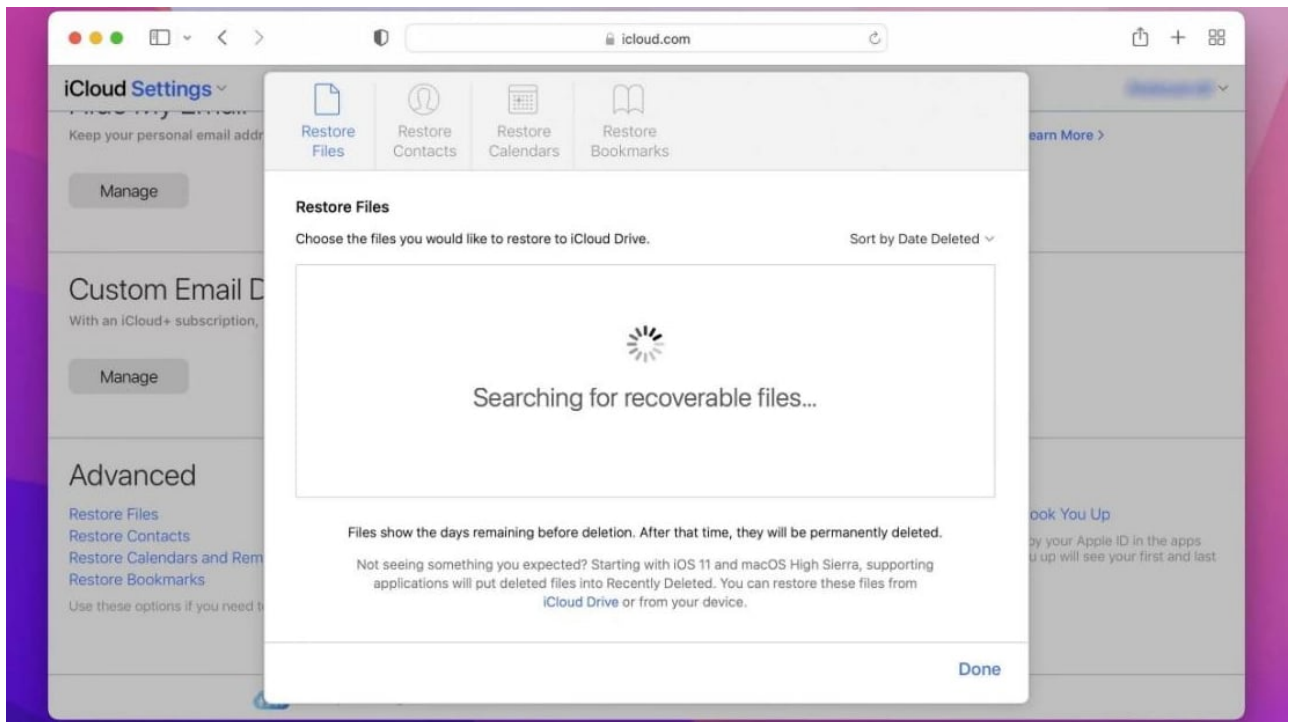 icloud.com
iCloud Settings
Keep your personal email addr
earn More >
Manage
Restore Files
Restore Contacts
Restore Calendars
Restore Bookmarks
Restore Files
Choose the files you would like to restore to iCloud Drive.
Sort by Date Deleted
Custom Email D
With an iCloud+ subscription,
Manage
Searching for recoverable files...
Advanced
Restore Files
Restore Contacts
Restore Calendars and Rem
Restore Bookmarks
Use these options if you need t
Files show the days remaining before deletion. After that time, they will be permanently deleted.
Not seeing something you expected? Starting with iOS 11 and macOS High Sierra, supporting
applications will put deleted files into Recently Deleted. You can restore these files from
iCloud Drive or from your device.
ook You Up
by your Apple ID in the apps
u up will see your first and last
Done